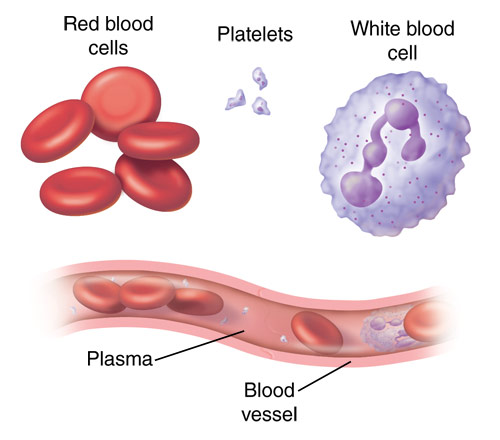 Red blood
cells
Platelets
White blood
cell
Plasma
Blood
vessel